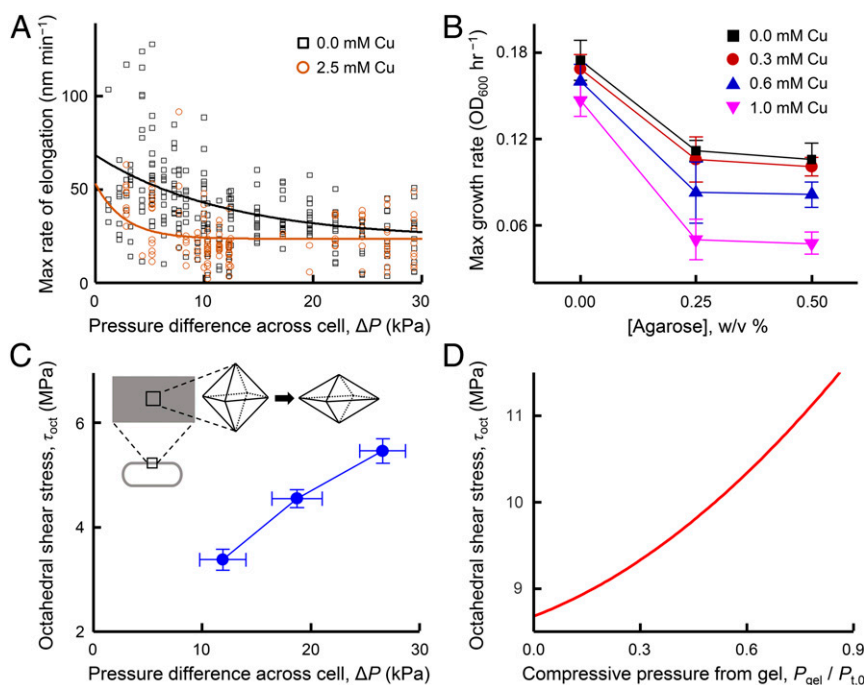 A
Max rate of elongation (nm min⁻¹)
100
50
0
0
10
20
30
0.0 mM Cu
2.5 mM Cu
Pressure difference across cell, ΔP (kPa)
B
Max growth rate (OD₆₀₀ hr⁻¹)
0.18
0.12
0.06
0.00
0.25
0.50
0.0 mM Cu
0.3 mM Cu
0.6 mM Cu
1.0 mM Cu
[Agarose], w/v %
C
Octahedral shear stress, τoct (MPa)
6
4
2
0
10
20
30
Pressure difference across cell, ΔP (kPa)
D
Octahedral shear stress, τoct (MPa)
11
10
9
0.0
0.3
0.6
0.9
Compressive pressure from gel, Pgel / Pt,0